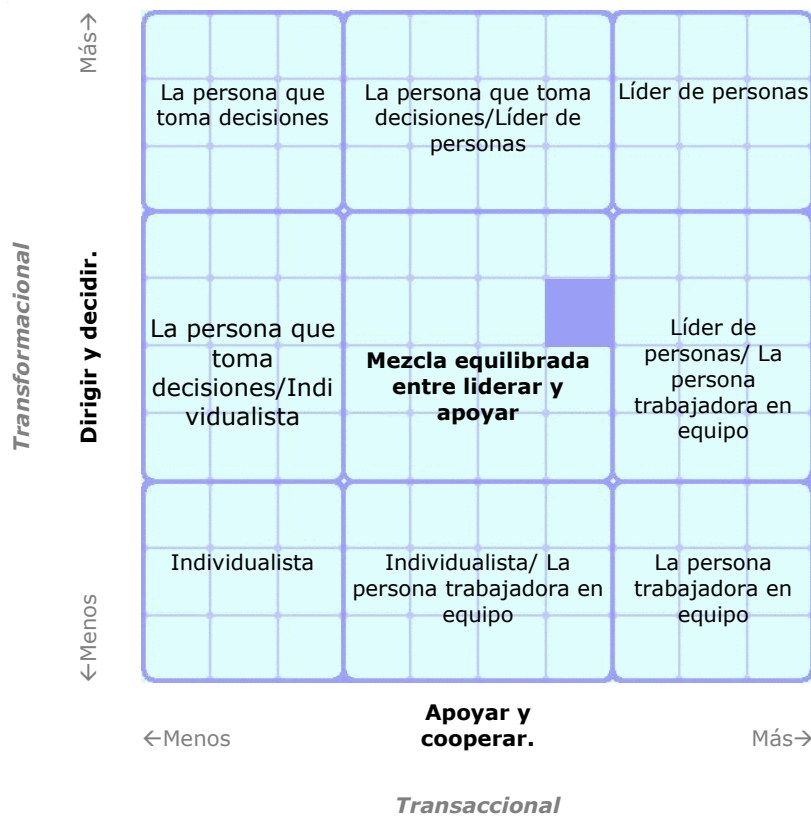 Más→
La persona que
toma decisiones
La persona que toma
decisiones/Líder de
personas
Líder de personas
Transformacional
Dirigir y decidir.
La persona que
toma
decisiones/Indi
vidualista
Mezcla equilibrada
entre liderar y
apoyar
Líder de
personas/ La
persona
trabajadora en
equipo
Individualista
Individualista/ La
persona trabajadora en
equipo
La persona
trabajadora en
equipo
←Menos
←Menos
Apoyar y
cooperar.
Más→
Transaccional